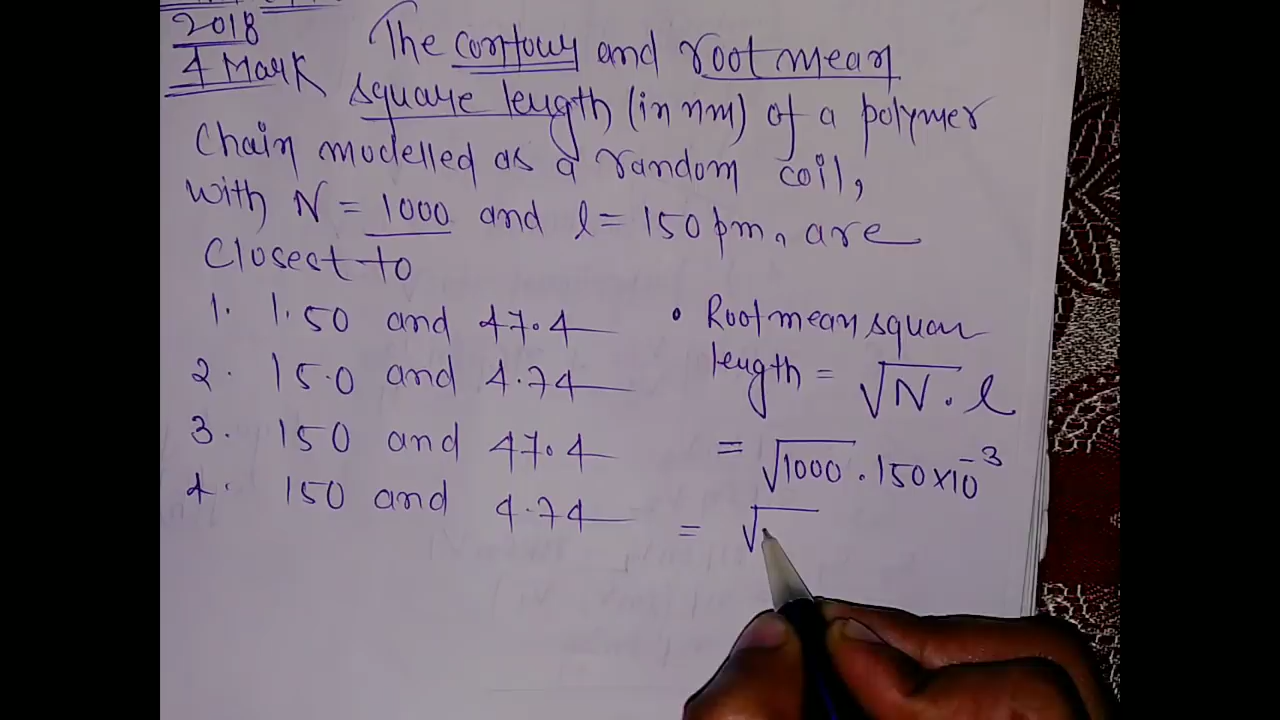 2018
4 Mark
The contour and root mean
square length (in nm) of a polymer
Chain modelled as a random coil,
with N = 1000 and l = 150 pm, are
Closest to
1. 1.50 and 47.4
2. 15.0 and 4.74
3. 150 and 47.4
4. 150 and 4.74
• Root mean square
length = √N . l
= √1000 . 150×10⁻³
= √